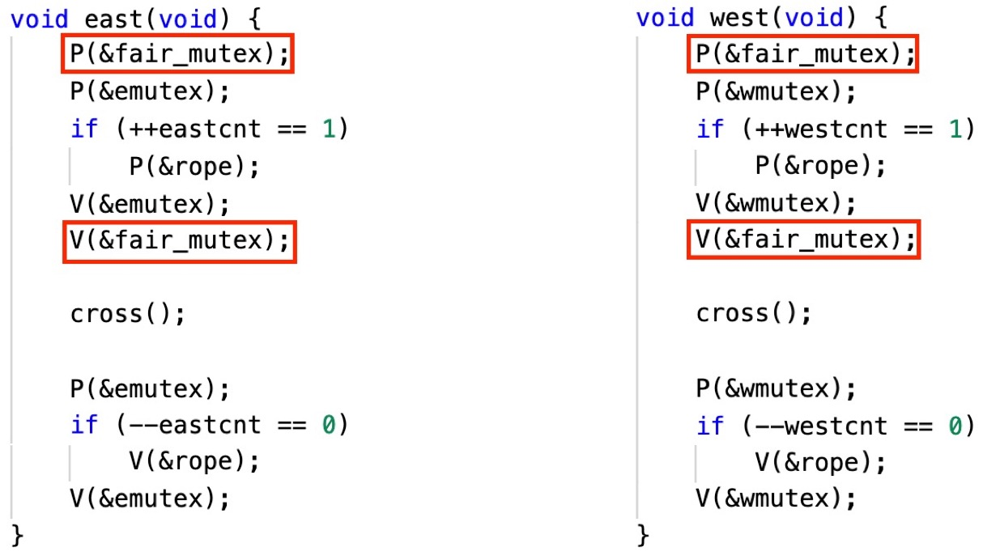 void east(void) {
P(&fair_mutex);
P(&emutex);
if (++eastcnt == 1)
P(&rope);
V(&emutex);
V(&fair_mutex);
cross();
P(&emutex);
if (--eastcnt == 0)
V(&rope);
V(&emutex);
}
void west(void) {
P(&fair_mutex);
P(&wmutex);
if (++westcnt == 1)
P(&rope);
V(&wmutex);
V(&fair_mutex);
cross();
P(&wmutex);
if (--westcnt == 0)
V(&rope);
V(&wmutex);
}